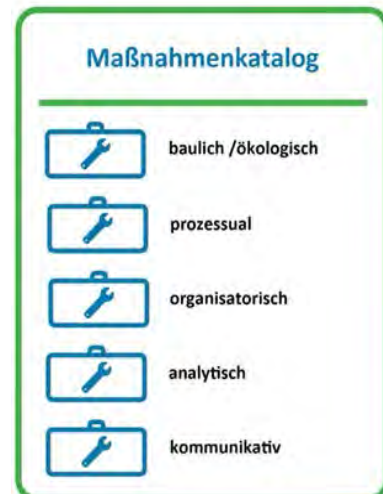 Maßnahmenkatalog
baulich /ökologisch
prozessual
organisatorisch
analytisch
kommunikativ